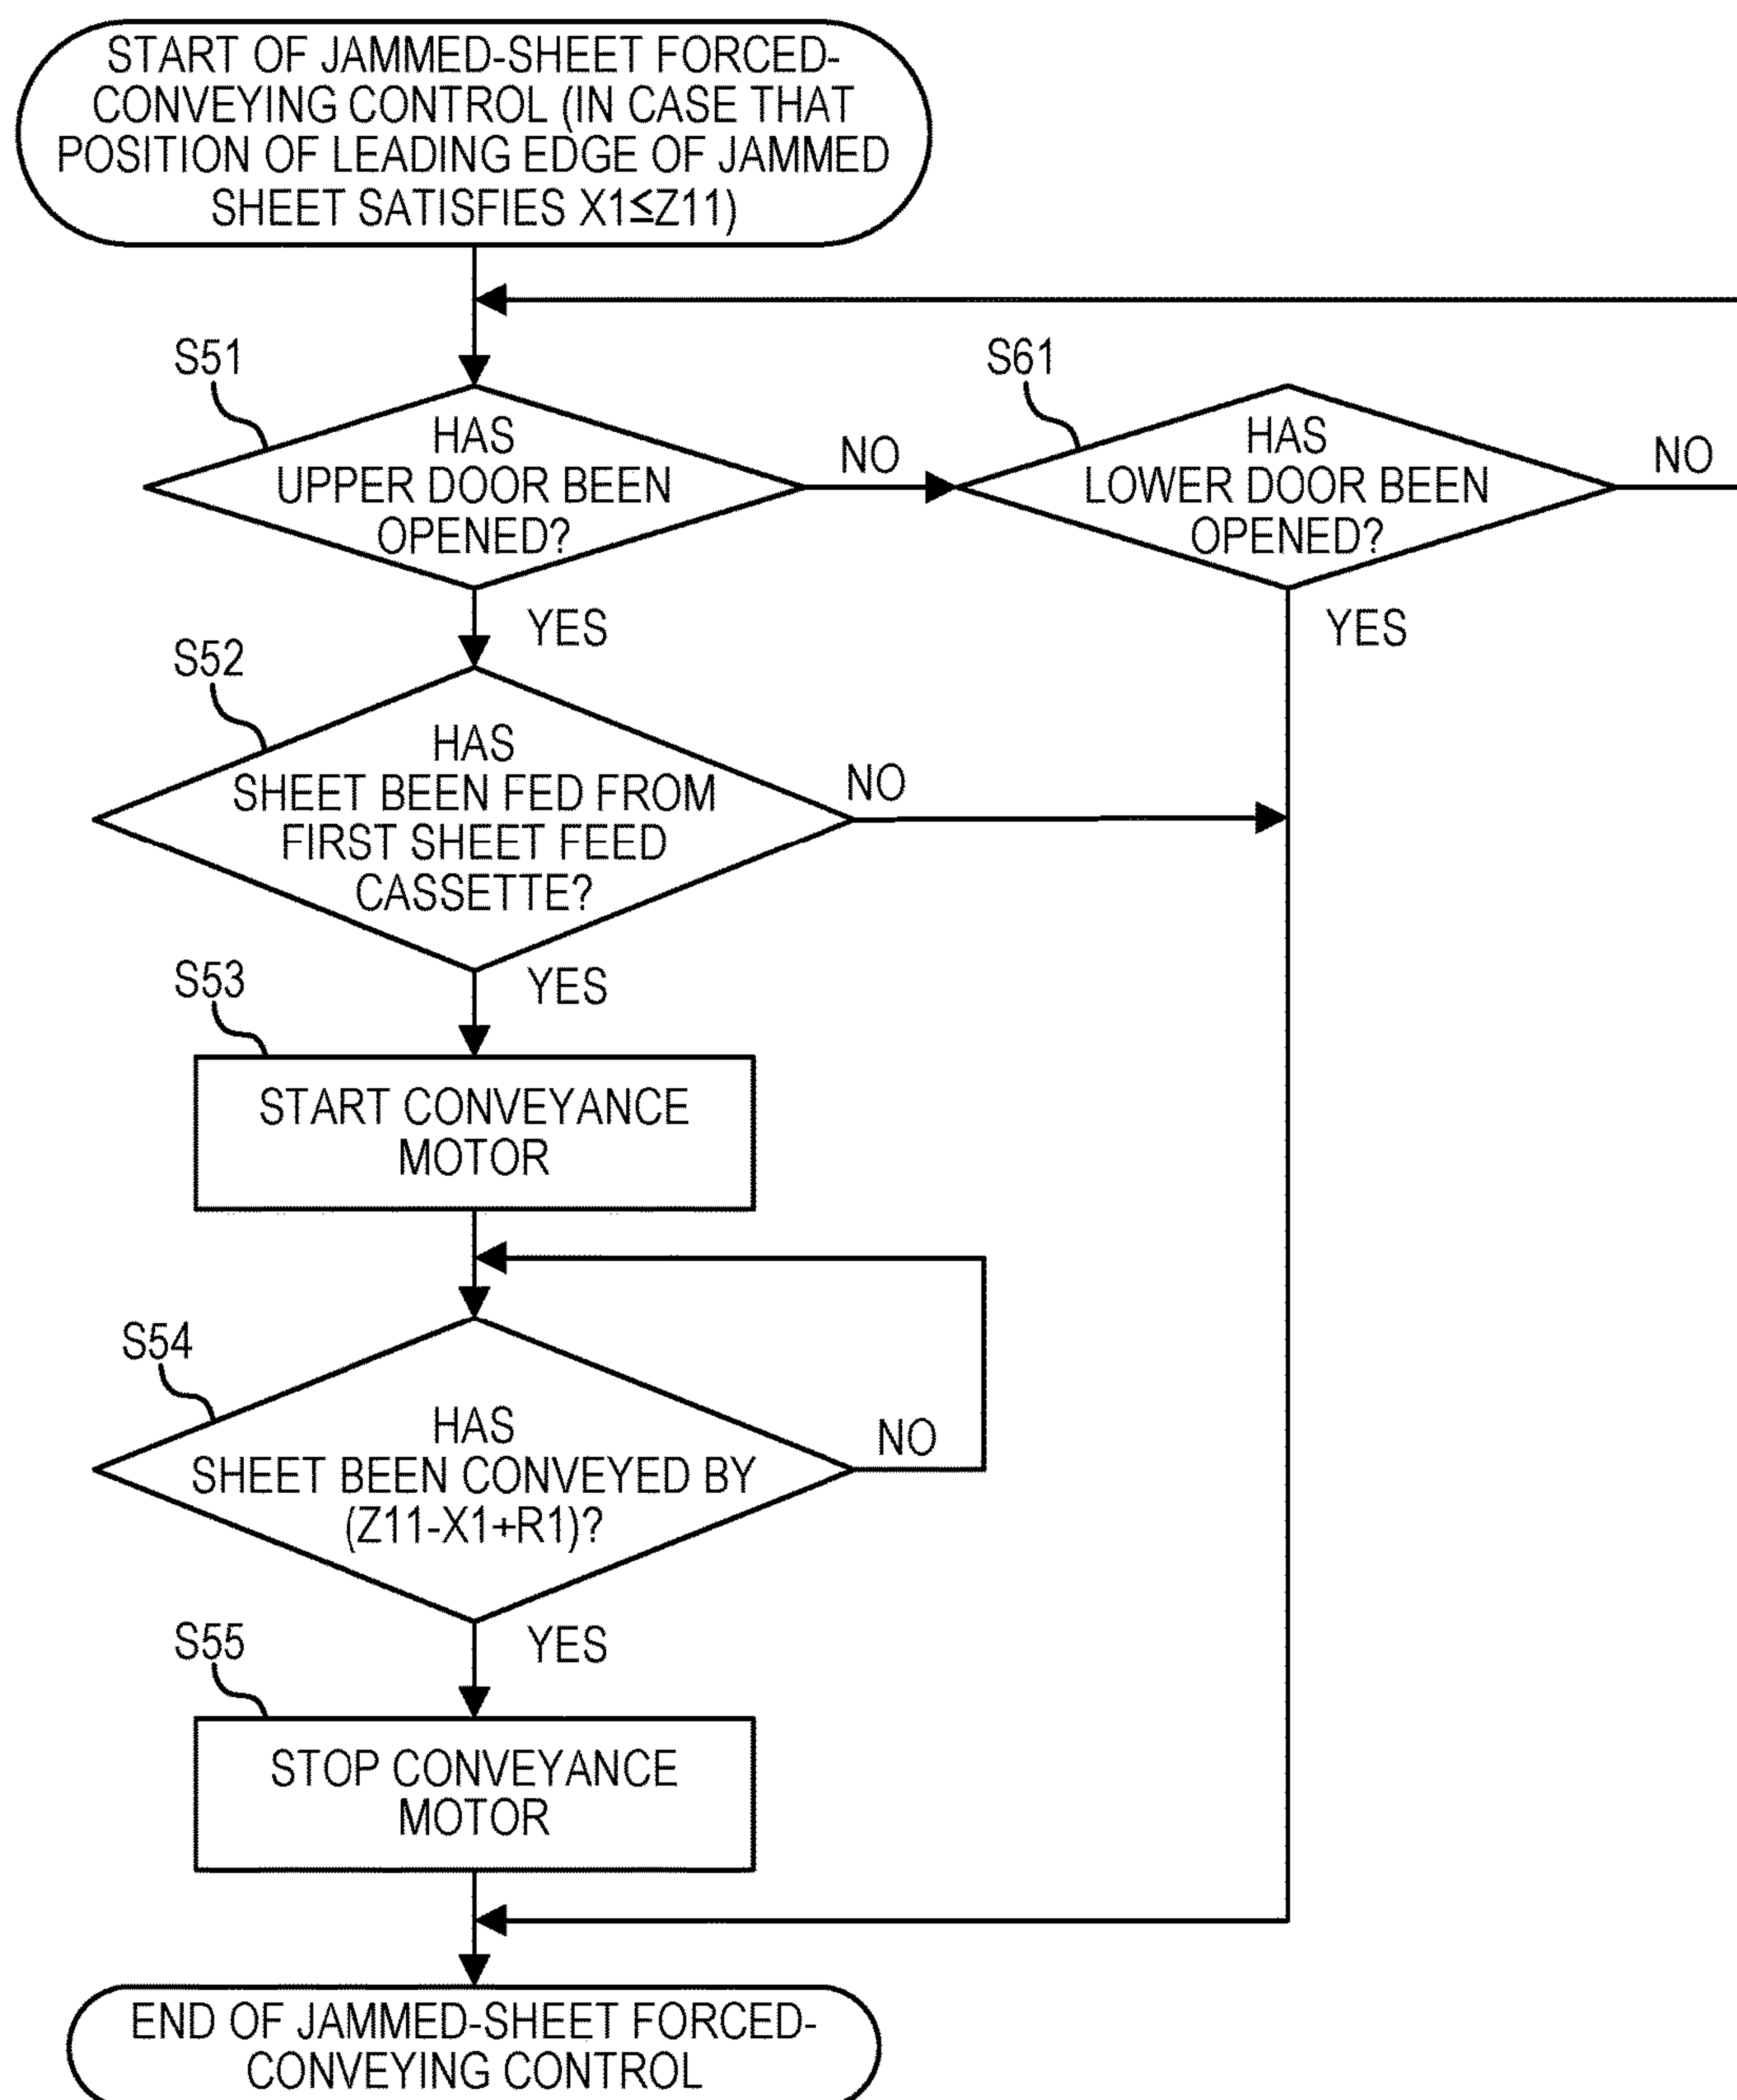 START OF JAMMED-SHEET FORCED-
CONVEYING CONTROL (IN CASE THAT
POSITION OF LEADING EDGE OF JAMMED
SHEET SATISFIES X1≤Z11)
S51
HAS
UPPER DOOR BEEN
OPENED?
NO
YES
S61
HAS
LOWER DOOR BEEN
OPENED?
NO
YES
S52
HAS
SHEET BEEN FED FROM
FIRST SHEET FEED
CASSETTE?
NO
YES
S53
START CONVEYANCE
MOTOR
S54
HAS
SHEET BEEN CONVEYED BY
(Z11-X1+R1)?
NO
YES
S55
STOP CONVEYANCE
MOTOR
END OF JAMMED-SHEET FORCED-
CONVEYING CONTROL